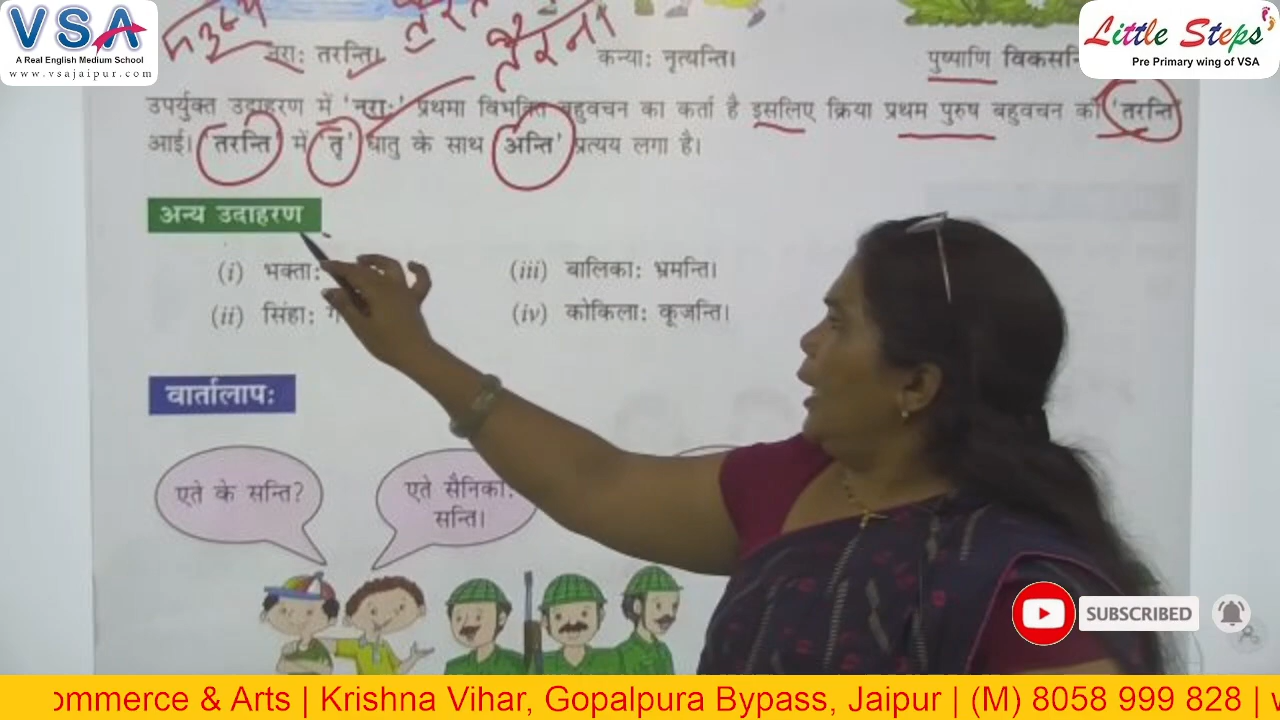 VSA
A Real English Medium School
www.vsajaipur.com
Little Steps
Pre Primary wing of VSA
तैरना
नराः तरन्ति।
कन्याः नृत्यन्ति।
पुष्पाणि
उपर्युक्त उदाहरण में 'नराः' प्रथमा विभक्ति बहुवचन का कर्ता है इसलिए क्रिया प्रथम पुरुष बहुवचन की 'तरन्ति'
आई। 'तरन्ति' में 'तृ' धातु के साथ 'अन्ति' प्रत्यय लगा है।
अन्य उदाहरण
(i) भक्ताः
(iii) बालिकाः भ्रमन्ति।
(ii) सिंहाः
(iv) कोकिलाः कूजन्ति।
वार्तालापः
एते के सन्ति?
एते सैनिकाः
सन्ति।
SUBSCRIBED
ommerce & Arts | Krishna Vihar, Gopalpura Bypass, Jaipur | (M) 8058 999 828 |